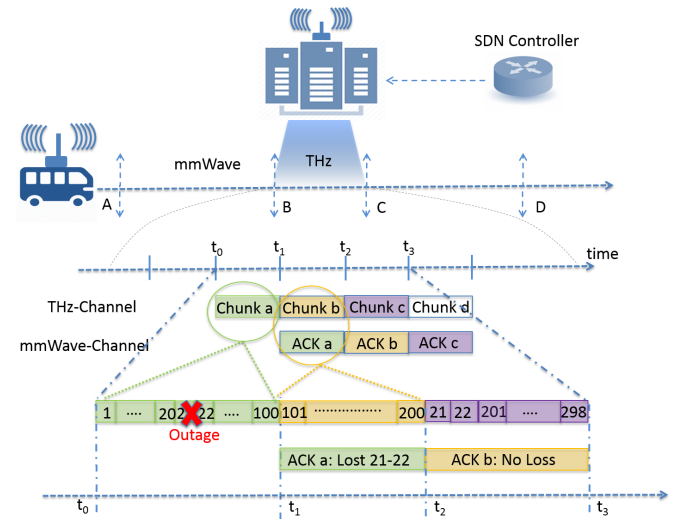 SDN Controller
mmWave
THz
A
B
C
D
t0
t1
t2
t3
time
THz-Channel
Chunk a
Chunk b
Chunk c
Chunk d
mmWave-Channel
ACK a
ACK b
ACK c
1 .... 20 22 .... 100 101 .................. 200 21 22 201 .... 298
Outage
ACK a: Lost 21-22
ACK b: No Loss
t0
t1
t2
t3